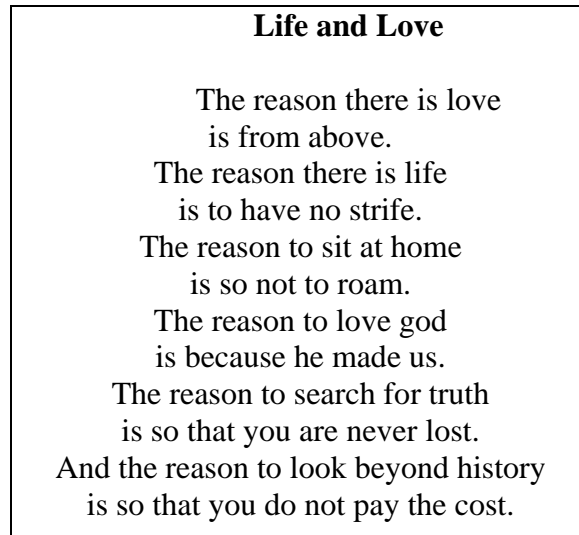 Life and Love
The reason there is love
is from above.
The reason there is life
is to have no strife.
The reason to sit at home
is so not to roam.
The reason to love god
is because he made us.
The reason to search for truth
is so that you are never lost.
And the reason to look beyond history
is so that you do not pay the cost.